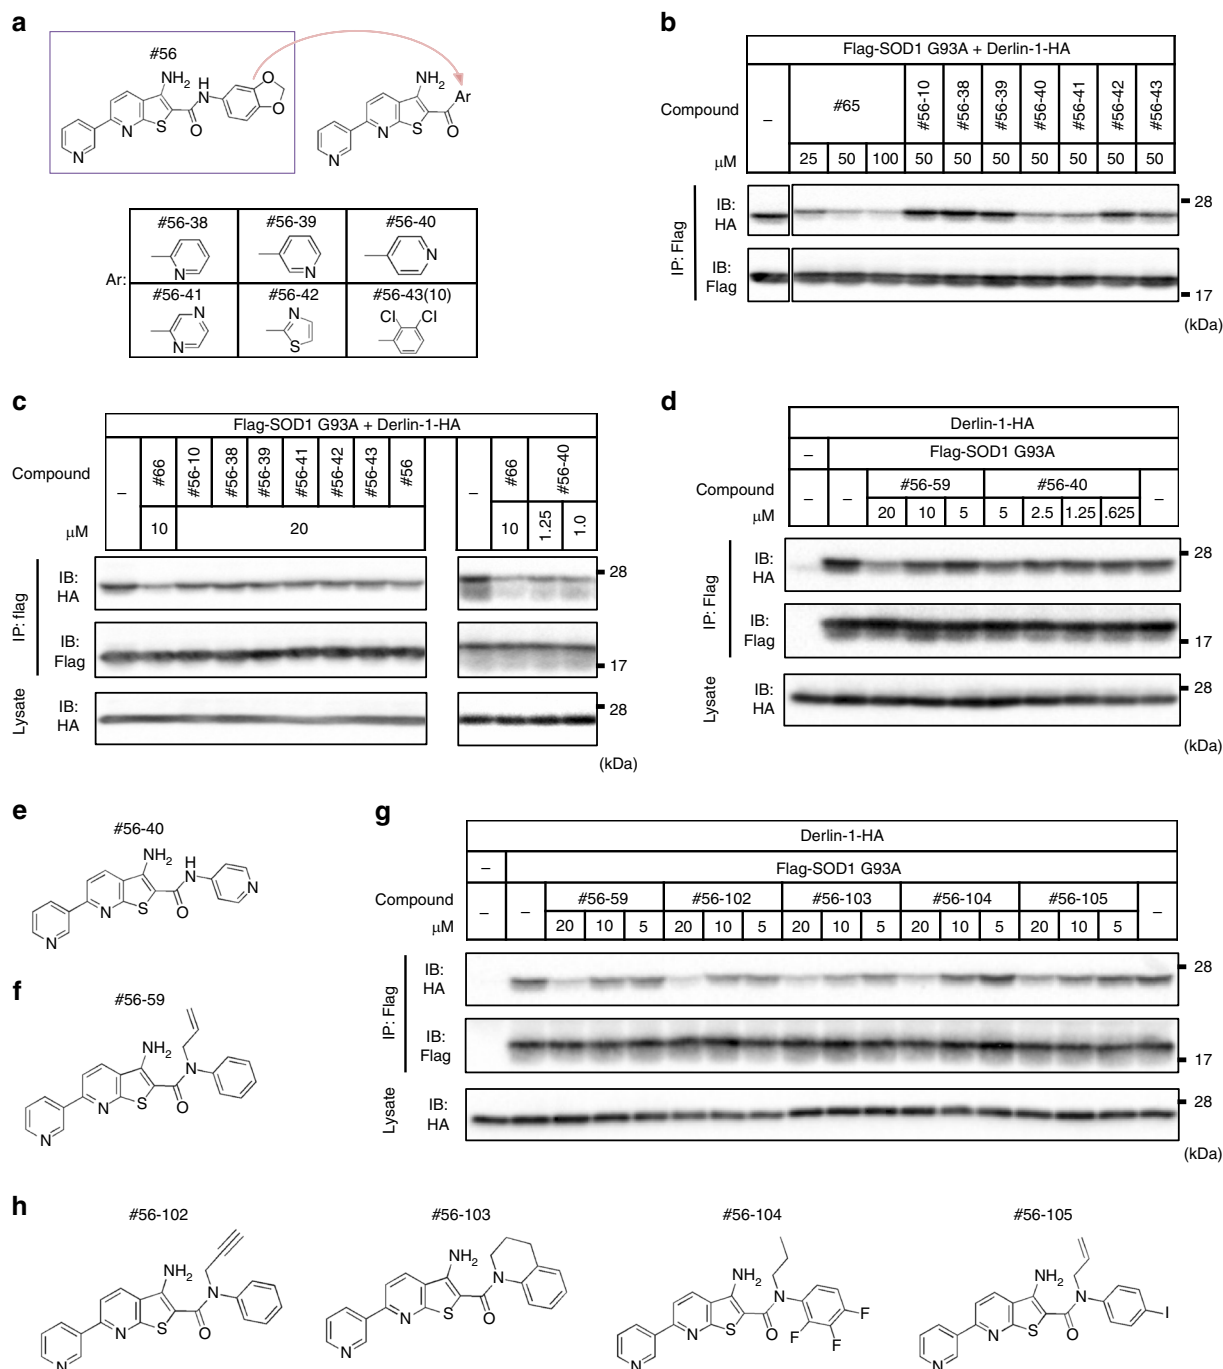 a
#56
NH2
H
N
O
O
N
S
O
N
NH2
Ar
N
S
O
N
Ar:
#56-38
#56-39
#56-40
N
N
N
#56-41
#56-42
#56-43(10)
N
N
N
S
Cl Cl
b
Flag-SOD1 G93A + Derlin-1-HA
Compound
–
#65
#56-10
#56-38
#56-39
#56-40
#56-41
#56-42
#56-43
μM
25 50 100 50 50 50 50 50 50 50
IP: Flag
IB: HA
28
IB: Flag
17
(kDa)
c
Flag-SOD1 G93A + Derlin-1-HA
Compound
–
#66
#56-10
#56-38
#56-39
#56-41
#56-42
#56-43
#56
–
#66
#56-40
μM
10 20 10 1.25 1.0
IP: flag
IB: HA
28
IB: Flag
17
Lysate
IB: HA
28
(kDa)
d
Derlin-1-HA
– Flag-SOD1 G93A
Compound
– – #56-59 #56-40 –
μM
20 10 5 5 2.5 1.25 .625
IP: Flag
IB: HA
28
IB: Flag
17
Lysate
IB: HA
28
(kDa)
e
#56-40
NH2
H
N
N
N
S
O
N
f
#56-59
NH2
N
N
S
O
N
g
Derlin-1-HA
– Flag-SOD1 G93A
Compound
– – #56-59 #56-102 #56-103 #56-104 #56-105 –
μM
20 10 5 20 10 5 20 10 5 20 10 5 20 10 5
IP: Flag
IB: HA
28
IB: Flag
17
Lysate
IB: HA
28
(kDa)
h
#56-102
NH2
N
N
S
O
N
#56-103
NH2
N
N
S
O
N
#56-104
NH2
N
F
F
F
N
S
O
N
#56-105
NH2
N
I
N
S
O
N